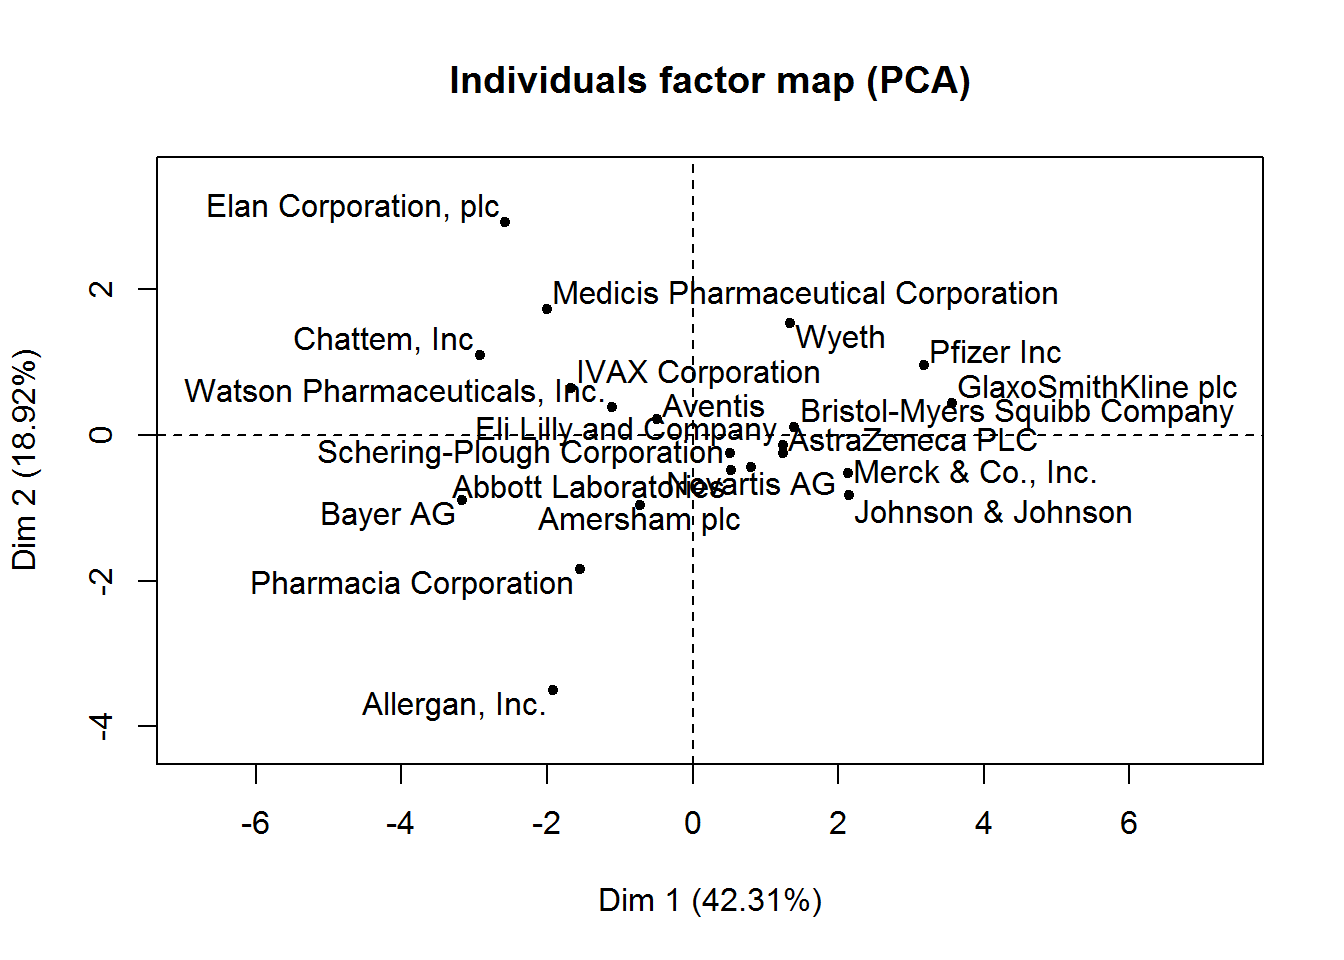 Individuals factor map (PCA)
Elan Corporation, plc
Medicis Pharmaceutical Corporation
Chattem, Inc
Wyeth
Pfizer Inc
IVAX Corporation
Watson Pharmaceuticals, Inc.
GlaxoSmithKline plc
Aventis
Bristol-Myers Squibb Company
Eli Lilly and Company
AstraZeneca PLC
Schering-Plough Corporation
Merck & Co., Inc.
Abbott Laboratories
Novartis AG
Bayer AG
Amersham plc
Johnson & Johnson
Pharmacia Corporation
Allergan, Inc.
2
0
-2
-4
Dim 2 (18.92%)
-6 -4 -2 0 2 4 6
Dim 1 (42.31%)